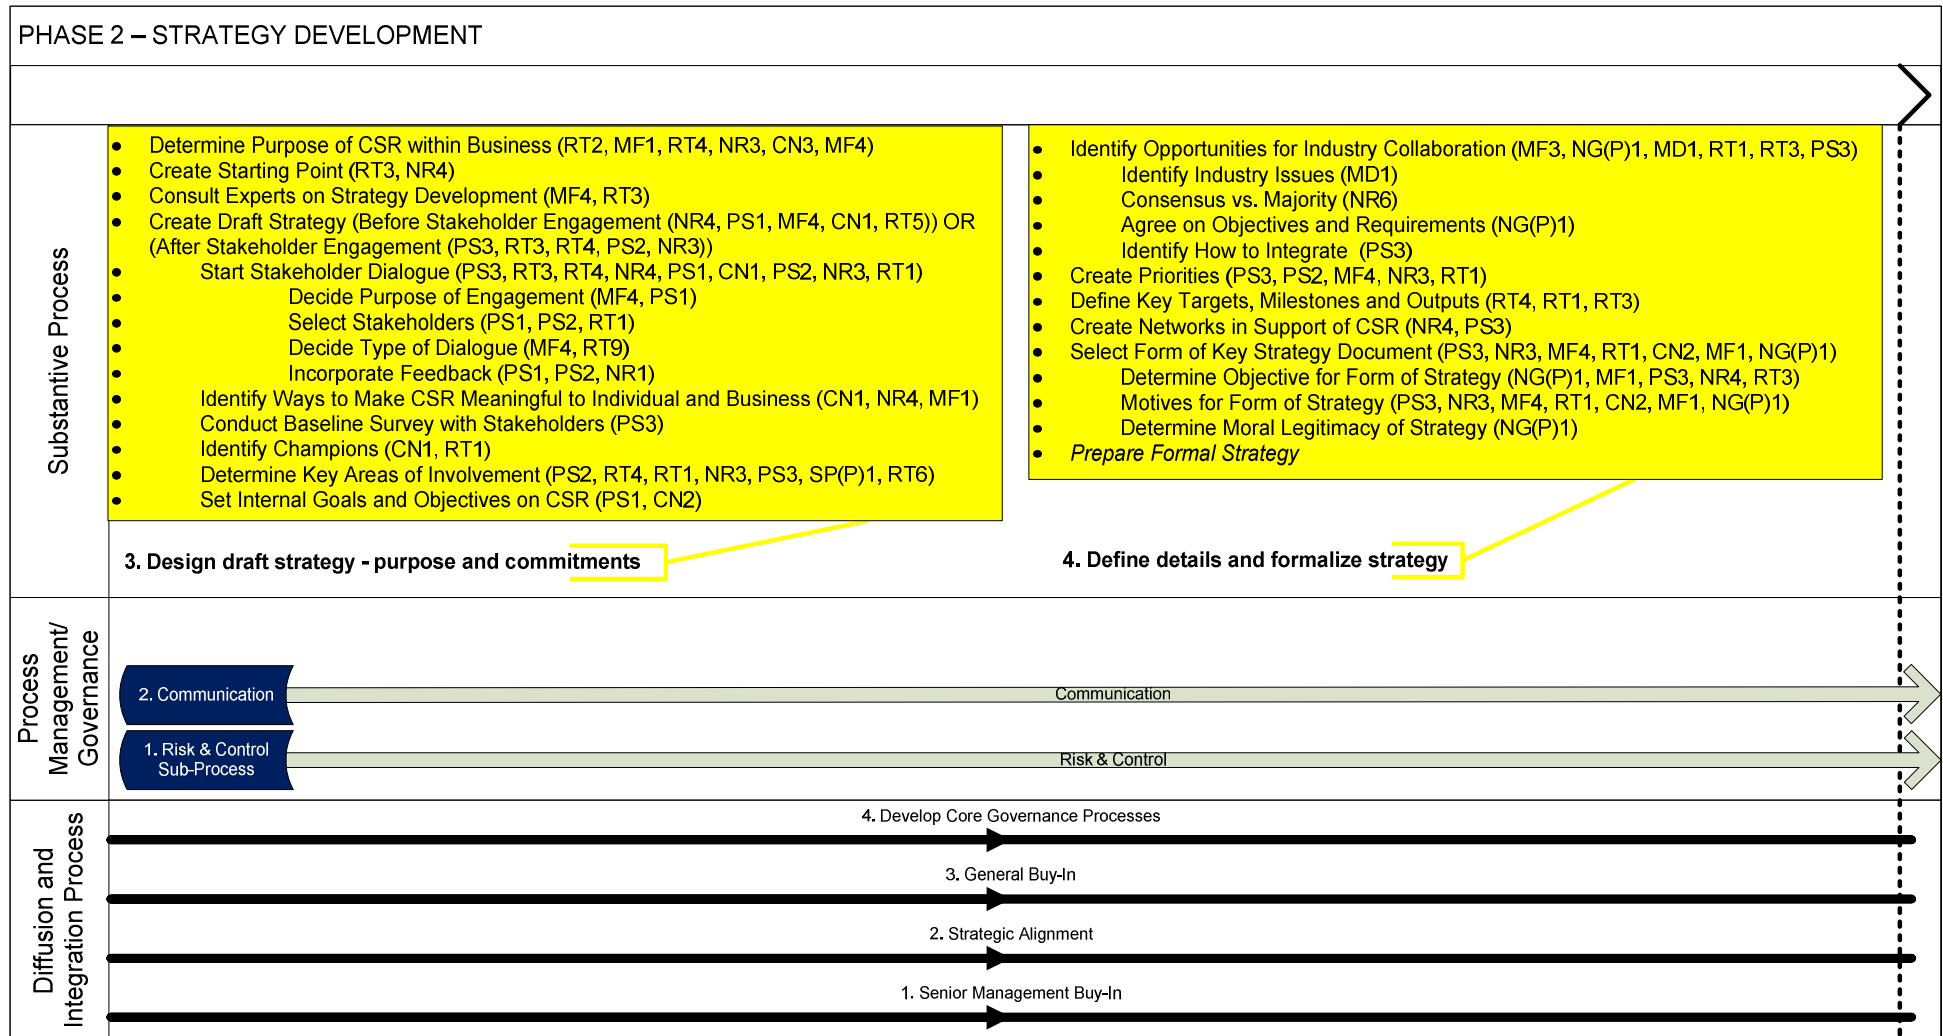 PHASE 2 – STRATEGY DEVELOPMENT
Substantive Process
• Determine Purpose of CSR within Business (RT2, MF1, RT4, NR3, CN3, MF4)
• Create Starting Point (RT3, NR4)
• Consult Experts on Strategy Development (MF4, RT3)
• Create Draft Strategy (Before Stakeholder Engagement (NR4, PS1, MF4, CN1, RT5)) OR
(After Stakeholder Engagement (PS3, RT3, RT4, PS2, NR3))
• Start Stakeholder Dialogue (PS3, RT3, RT4, NR4, PS1, CN1, PS2, NR3, RT1)
• Decide Purpose of Engagement (MF4, PS1)
• Select Stakeholders (PS1, PS2, RT1)
• Decide Type of Dialogue (MF4, RT9)
• Incorporate Feedback (PS1, PS2, NR1)
• Identify Ways to Make CSR Meaningful to Individual and Business (CN1, NR4, MF1)
• Conduct Baseline Survey with Stakeholders (PS3)
• Identify Champions (CN1, RT1)
• Determine Key Areas of Involvement (PS2, RT4, RT1, NR3, PS3, SP(P)1, RT6)
• Set Internal Goals and Objectives on CSR (PS1, CN2)
3. Design draft strategy - purpose and commitments
• Identify Opportunities for Industry Collaboration (MF3, NG(P)1, MD1, RT1, RT3, PS3)
• Identify Industry Issues (MD1)
• Consensus vs. Majority (NR6)
• Agree on Objectives and Requirements (NG(P)1)
• Identify How to Integrate (PS3)
• Create Priorities (PS3, PS2, MF4, NR3, RT1)
• Define Key Targets, Milestones and Outputs (RT4, RT1, RT3)
• Create Networks in Support of CSR (NR4, PS3)
• Select Form of Key Strategy Document (PS3, NR3, MF4, RT1, CN2, MF1, NG(P)1)
• Determine Objective for Form of Strategy (NG(P)1, MF1, PS3, NR4, RT3)
• Motives for Form of Strategy (PS3, NR3, MF4, RT1, CN2, MF1, NG(P)1)
• Determine Moral Legitimacy of Strategy (NG(P)1)
• Prepare Formal Strategy
4. Define details and formalize strategy
Process
Management/
Governance
2. Communication
Communication
1. Risk & Control
Sub-Process
Risk & Control
Diffusion and
Integration Process
4. Develop Core Governance Processes
3. General Buy-In
2. Strategic Alignment
1. Senior Management Buy-In